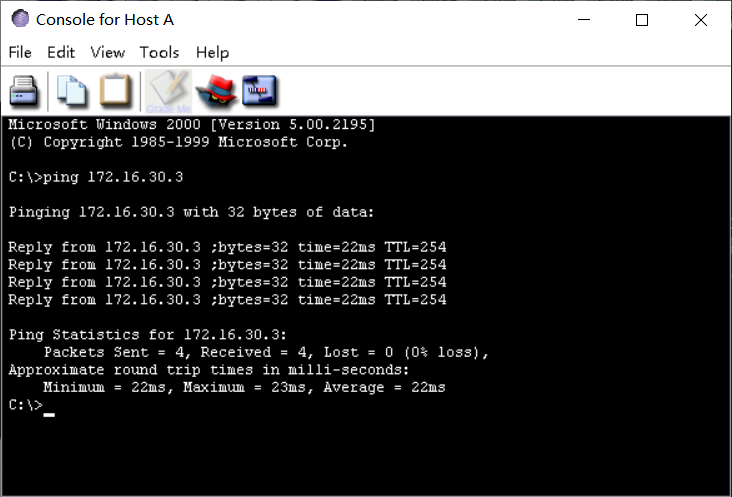 Console for Host A
File Edit View Tools Help
Grade Me
Microsoft Windows 2000 [Version 5.00.2195]
(C) Copyright 1985-1999 Microsoft Corp.
C:\>ping 172.16.30.3
Pinging 172.16.30.3 with 32 bytes of data:
Reply from 172.16.30.3 ;bytes=32 time=22ms TTL=254
Reply from 172.16.30.3 ;bytes=32 time=22ms TTL=254
Reply from 172.16.30.3 ;bytes=32 time=22ms TTL=254
Reply from 172.16.30.3 ;bytes=32 time=22ms TTL=254
Ping Statistics for 172.16.30.3:
Packets Sent = 4, Received = 4, Lost = 0 (0% loss),
Approximate round trip times in milli-seconds:
Minimum = 22ms, Maximum = 23ms, Average = 22ms
C:\>